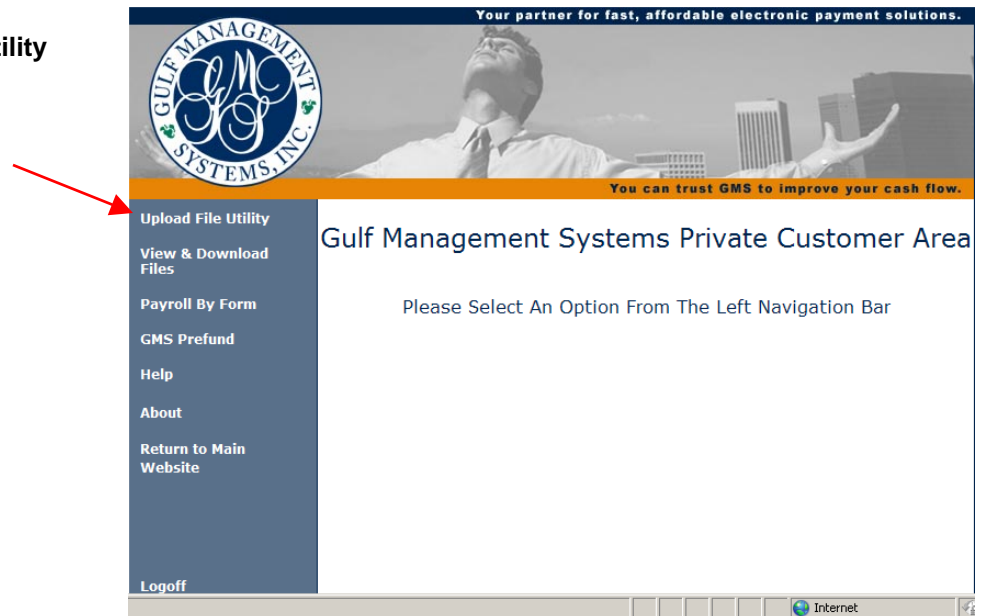 Your partner for fast, affordable electronic payment solutions.
tility
GULF MANAGEMENT SYSTEMS, INC.
GMS
You can trust GMS to improve your cash flow.
Upload File Utility
View & Download
Files
Payroll By Form
GMS Prefund
Help
About
Return to Main
Website
Logoff
Gulf Management Systems Private Customer Area
Please Select An Option From The Left Navigation Bar
Internet